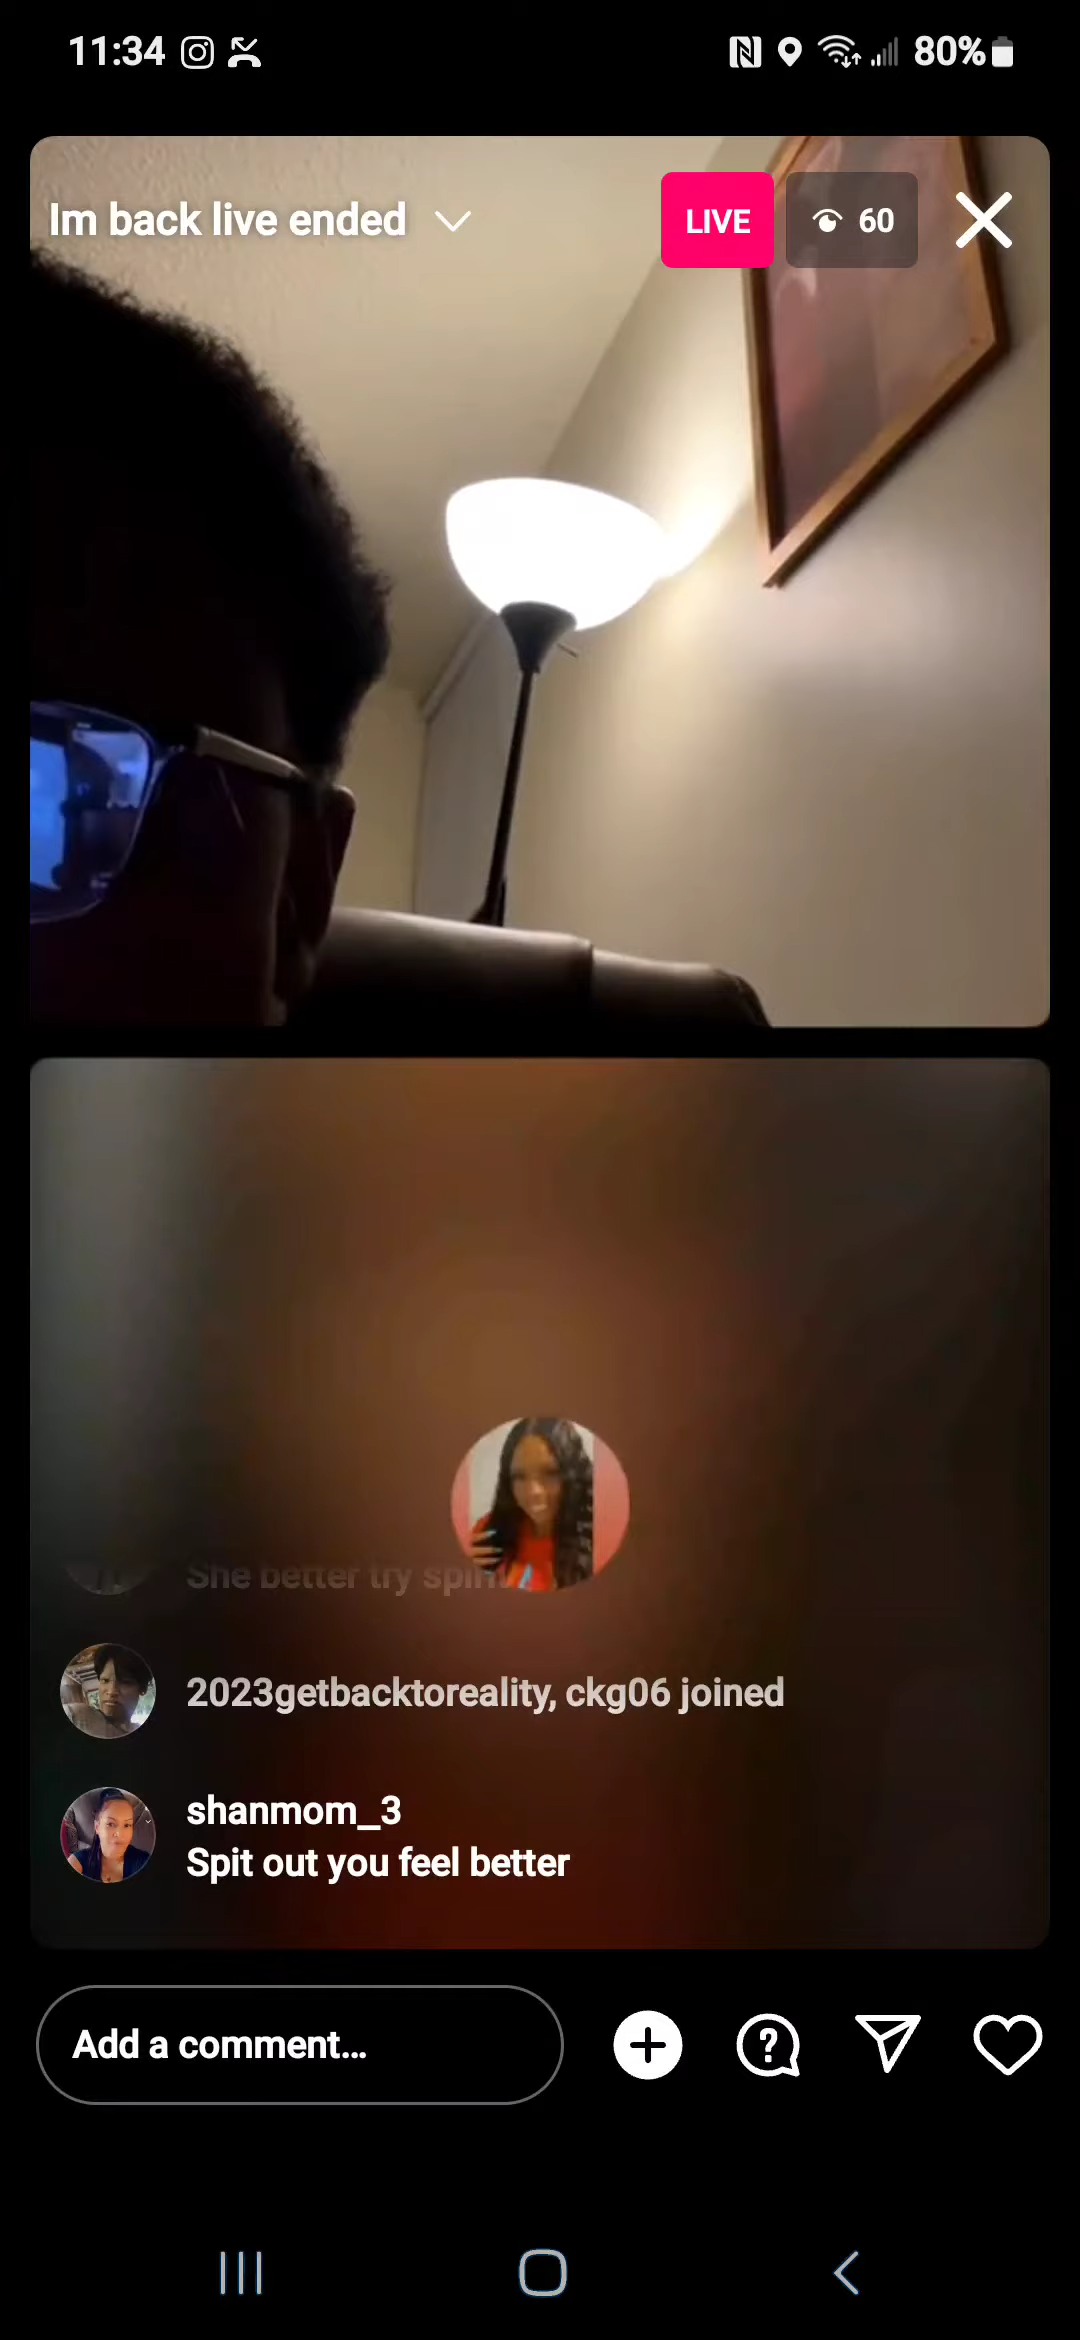 11:34
80%
Im back live ended
LIVE
60
She better try
2023getbacktoreality, ckg06 joined
shanmom_3
Spit out you feel better
Add a comment...